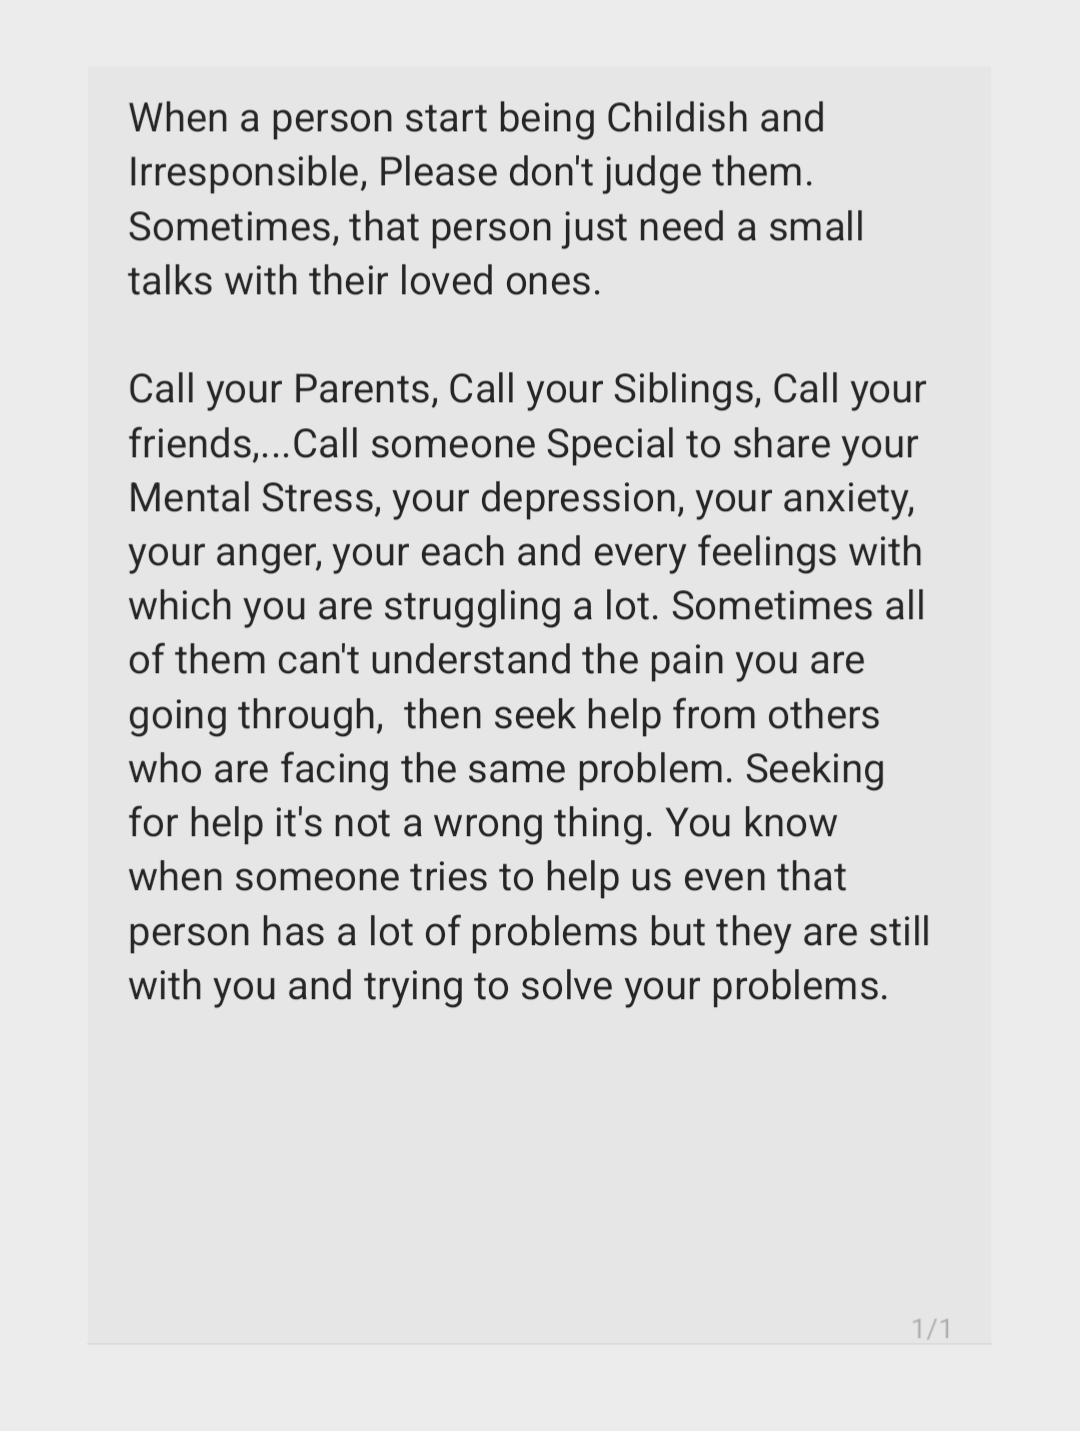 When a person start being Childish and
Irresponsible, Please don't judge them.
Sometimes, that person just need a small
talks with their loved ones.

Call your Parents, Call your Siblings, Call your
friends,...Call someone Special to share your
Mental Stress, your depression, your anxiety,
your anger, your each and every feelings with
which you are struggling a lot. Sometimes all
of them can't understand the pain you are
going through,  then seek help from others
who are facing the same problem. Seeking
for help it's not a wrong thing. You know
when someone tries to help us even that
person has a lot of problems but they are still
with you and trying to solve your problems.

1/1